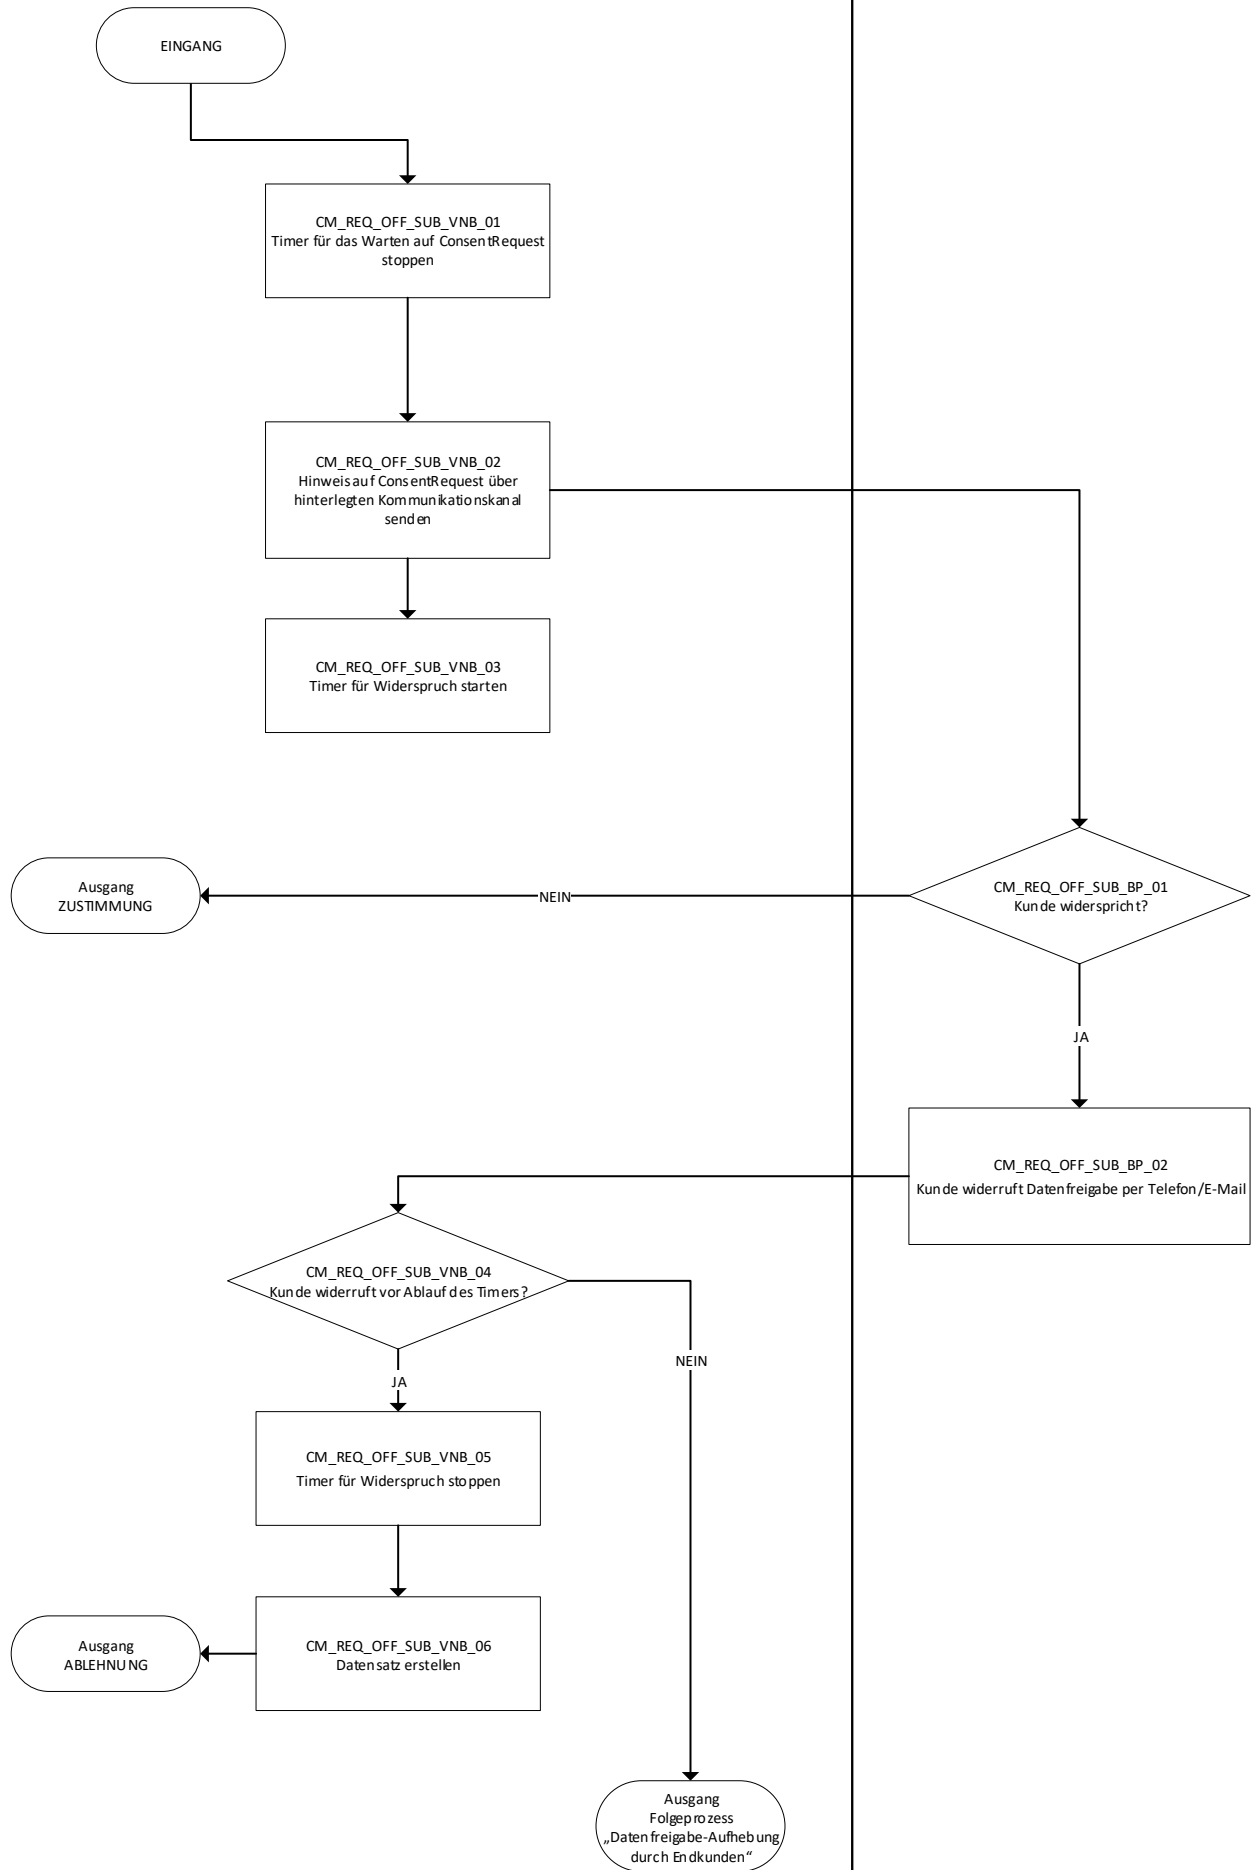 EINGANG
CM_REQ_OFF_SUB_VNB_01
Timer für das Warten auf ConsentRequest
stoppen
CM_REQ_OFF_SUB_VNB_02
Hinweis auf ConsentRequest über
hinterlegten Kommunikationskanal
senden
CM_REQ_OFF_SUB_VNB_03
Timer für Widerspruch starten
Ausgang
ZUSTIMMUNG
NEIN
CM_REQ_OFF_SUB_BP_01
Kunde widerspricht?
JA
CM_REQ_OFF_SUB_BP_02
Kunde widerruft Datenfreigabe per Telefon/E-Mail
CM_REQ_OFF_SUB_VNB_04
Kunde widerruft vor Ablauf des Timers?
NEIN
JA
CM_REQ_OFF_SUB_VNB_05
Timer für Widerspruch stoppen
CM_REQ_OFF_SUB_VNB_06
Datensatz erstellen
Ausgang
ABLEHNUNG
Ausgang
Folgeprozess
„Datenfreigabe-Aufhebung
durch Endkunden“